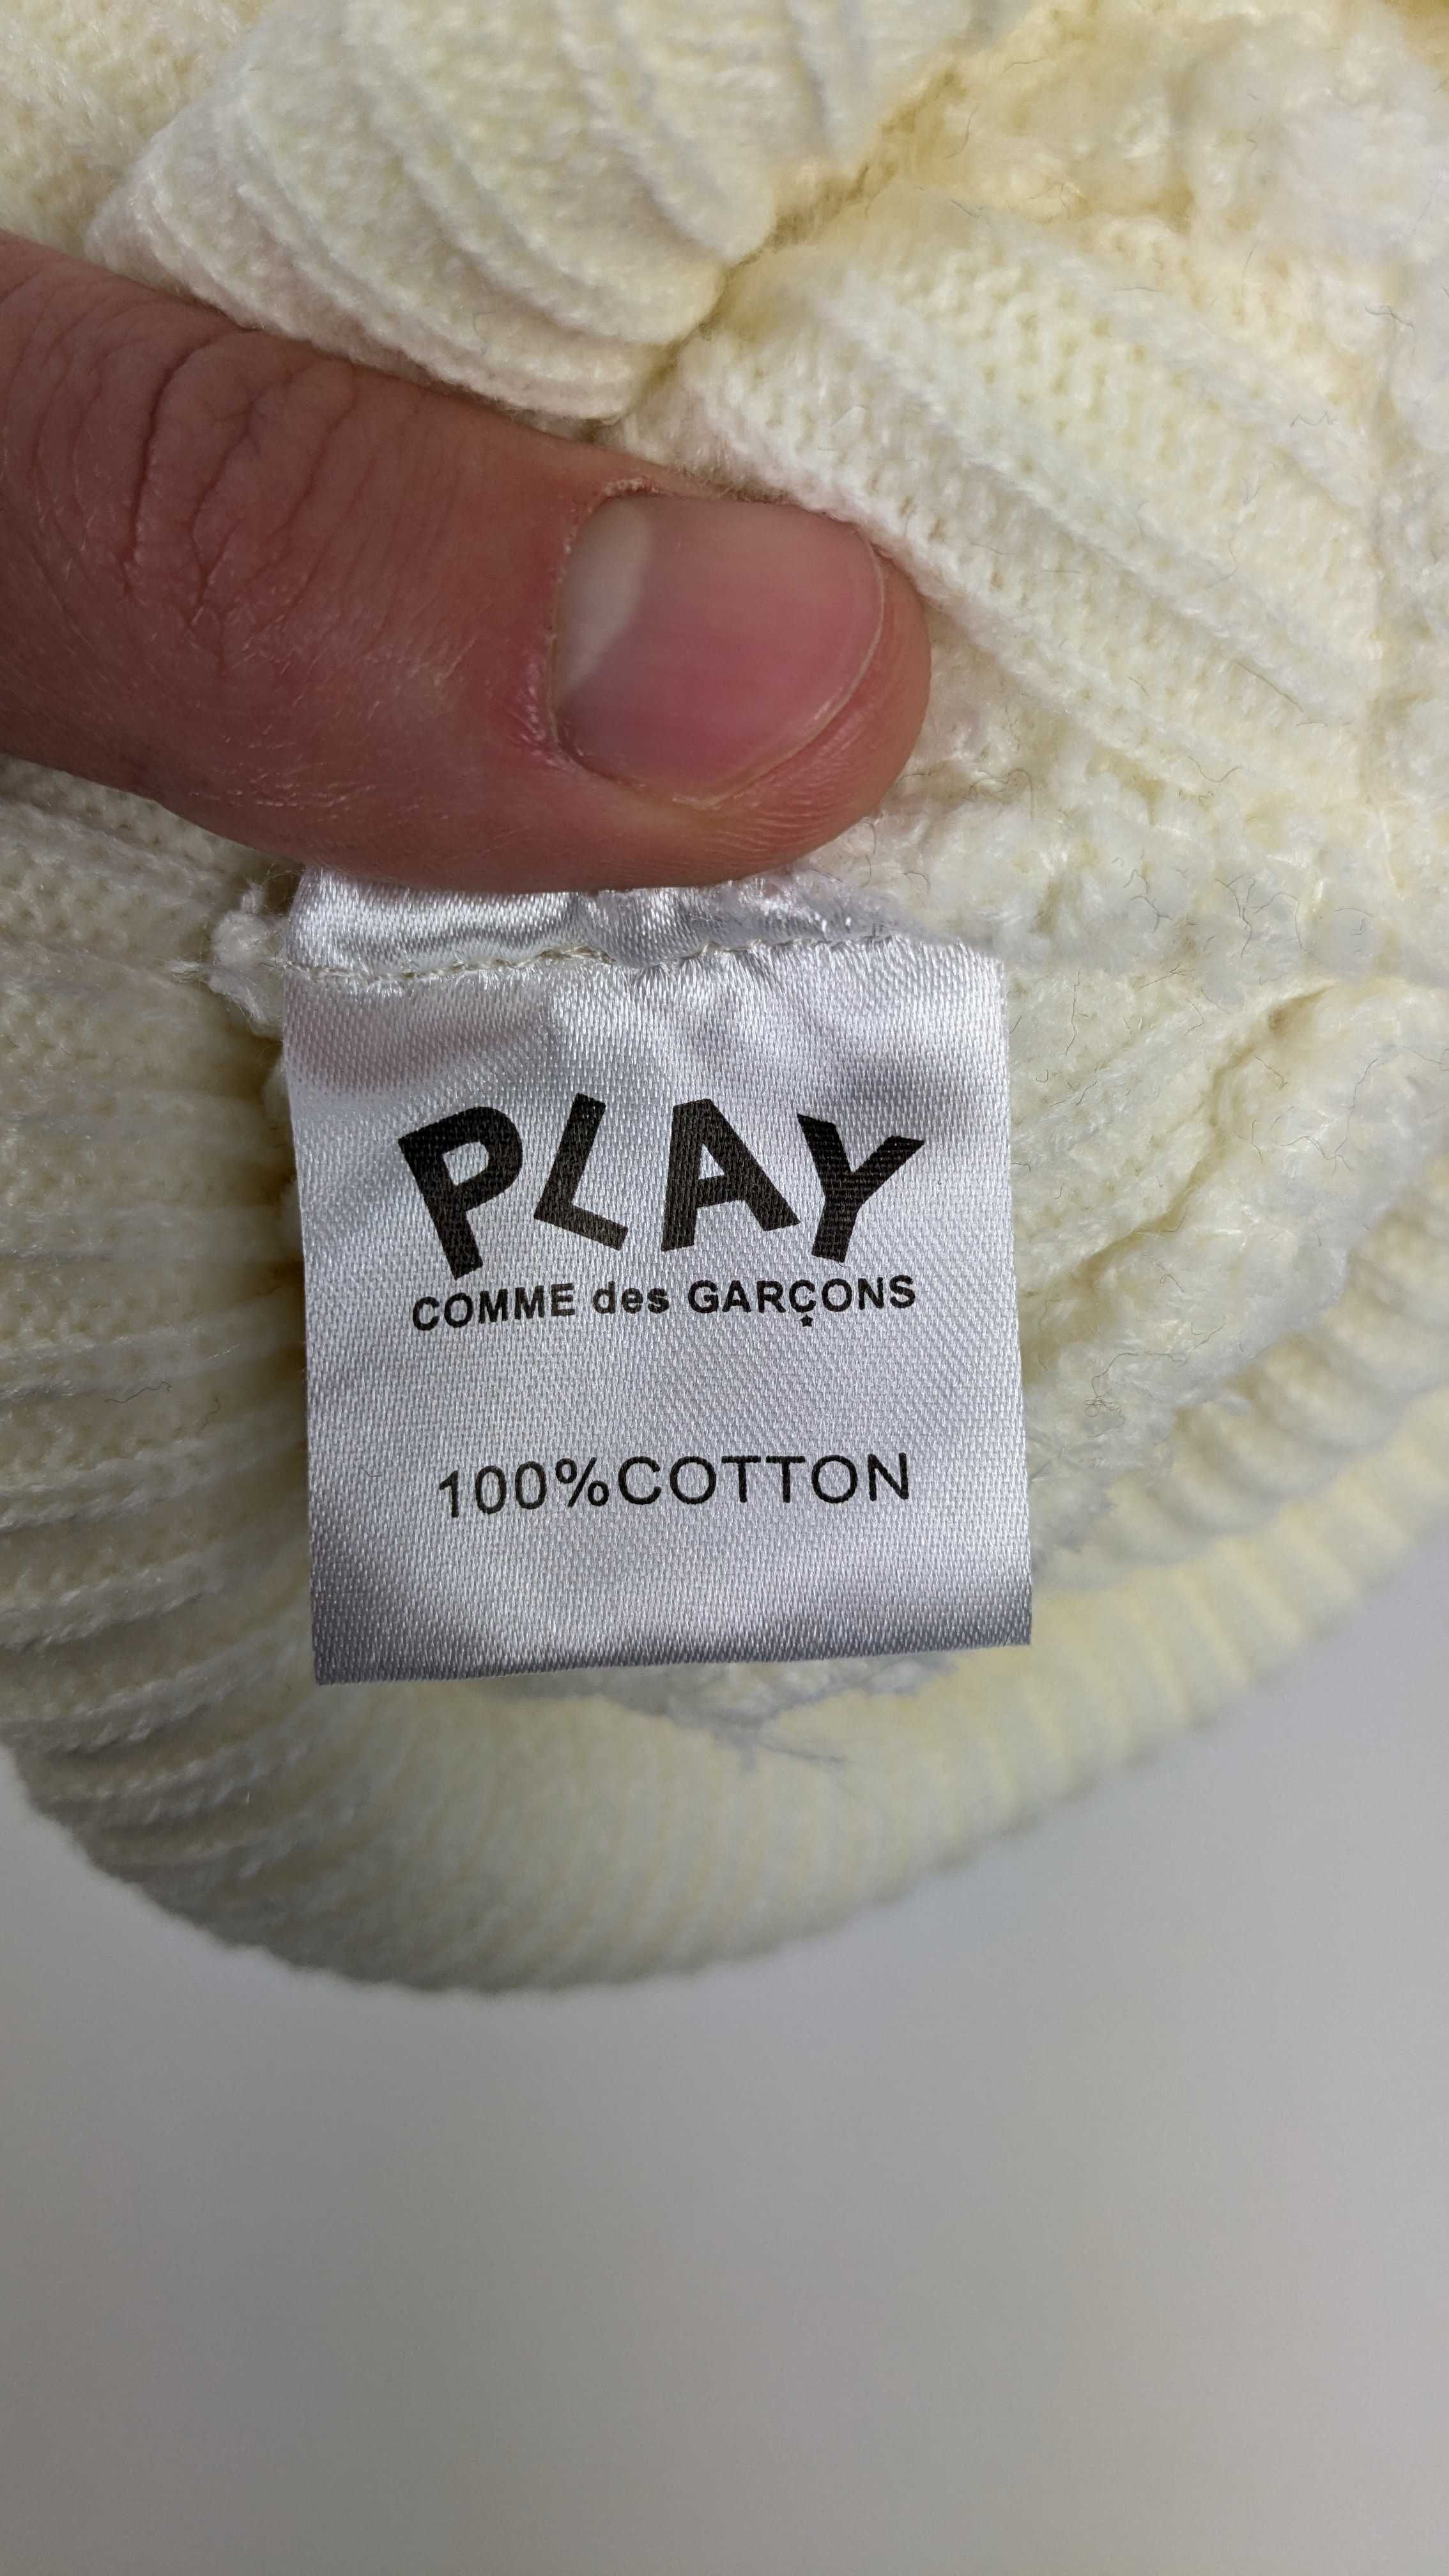 PLAY
COMME des GARÇONS
100%COTTON